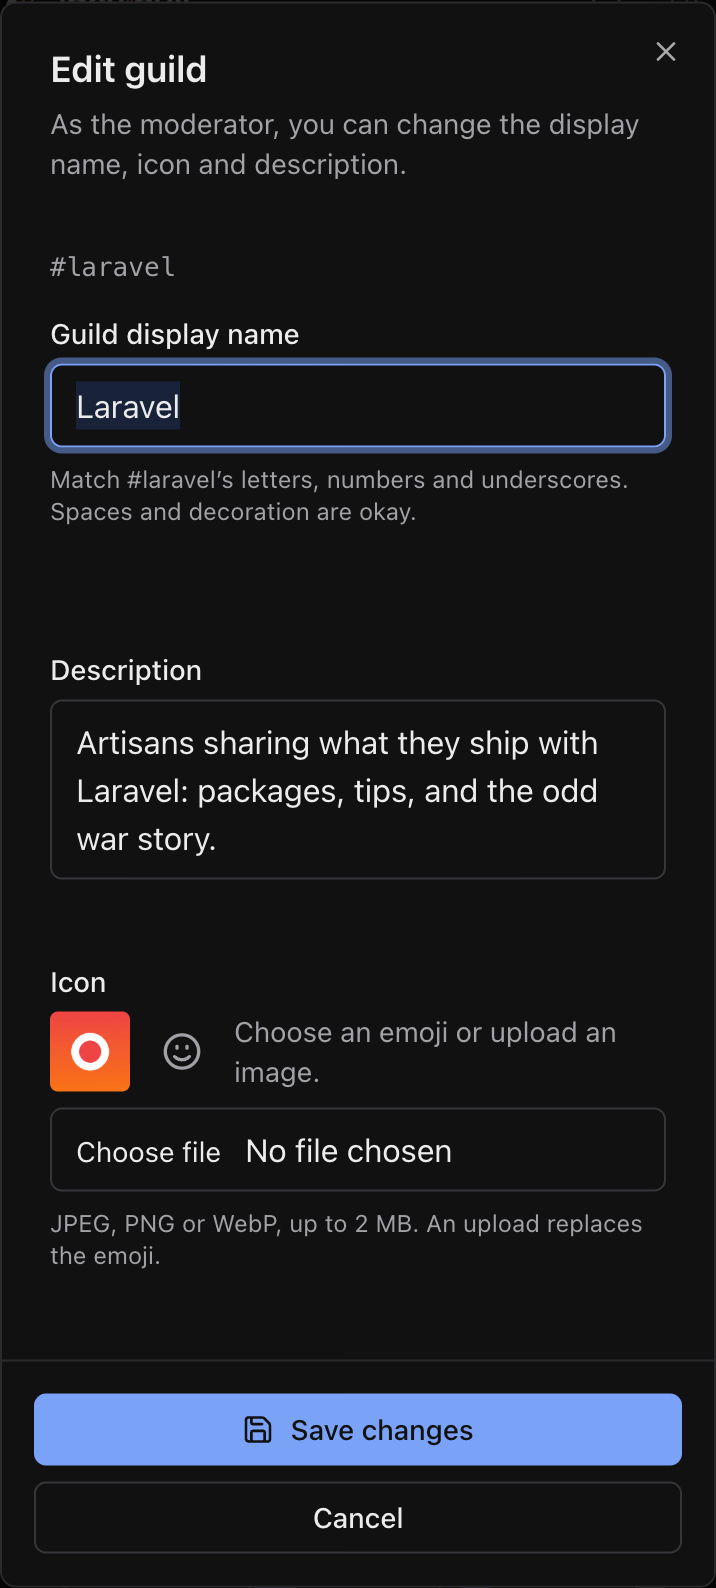 Edit guild
As the moderator, you can change the display
name, icon and description.
#laravel
Guild display name
Laravel
Match #laravel’s letters, numbers and underscores.
Spaces and decoration are okay.
Description
Artisans sharing what they ship with
Laravel: packages, tips, and the odd
war story.
Icon
Choose an emoji or upload an
image.
Choose file No file chosen
JPEG, PNG or WebP, up to 2 MB. An upload replaces
the emoji.
Save changes
Cancel